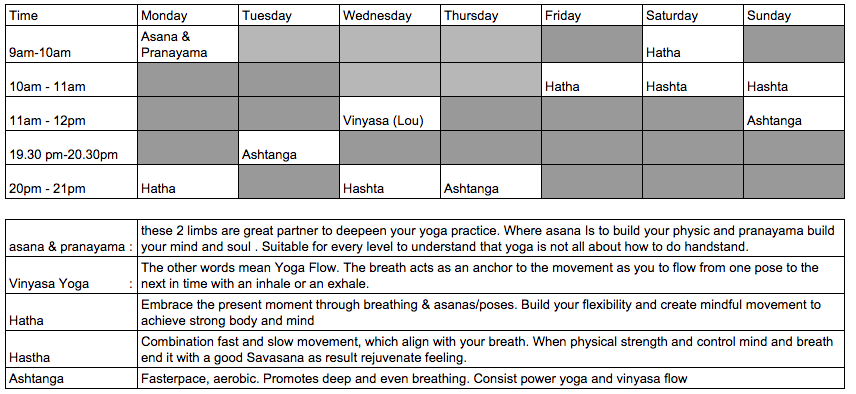 Time Monday Tuesday Wednesday Thursday Friday Saturday Sunday
Asana &
9am-10am Pranayama Hatha
10am - 11am Hatha Hashta Hashta
11am - 12pm Vinyasa (Lou) Ashtanga
19.30 pm-20.30pm Ashtanga
20pm - 21pm Hatha Hashta Ashtanga
these 2 limbs are great partner to deepeen your yoga practice. Where asana Is to build your physic and pranayama build
asana & pranayama : your mind and soul . Suitable for every level to understand that yoga is not all about how to do handstand.
The other words mean Yoga Flow. The breath acts as an anchor to the movement as you to flow from one pose to the
Vinyasa Yoga : next in time with an inhale or an exhale.
Embrace the present moment through breathing & asanas/poses. Build your flexibility and create mindful movement to
Hatha achieve strong body and mind
Combination fast and slow movement, which align with your breath. When physical strength and control mind and breath
Hastha end it with a good Savasana as result rejuvenate feeling.
Ashtanga Fasterpace, aerobic. Promotes deep and even breathing. Consist power yoga and vinyasa flow